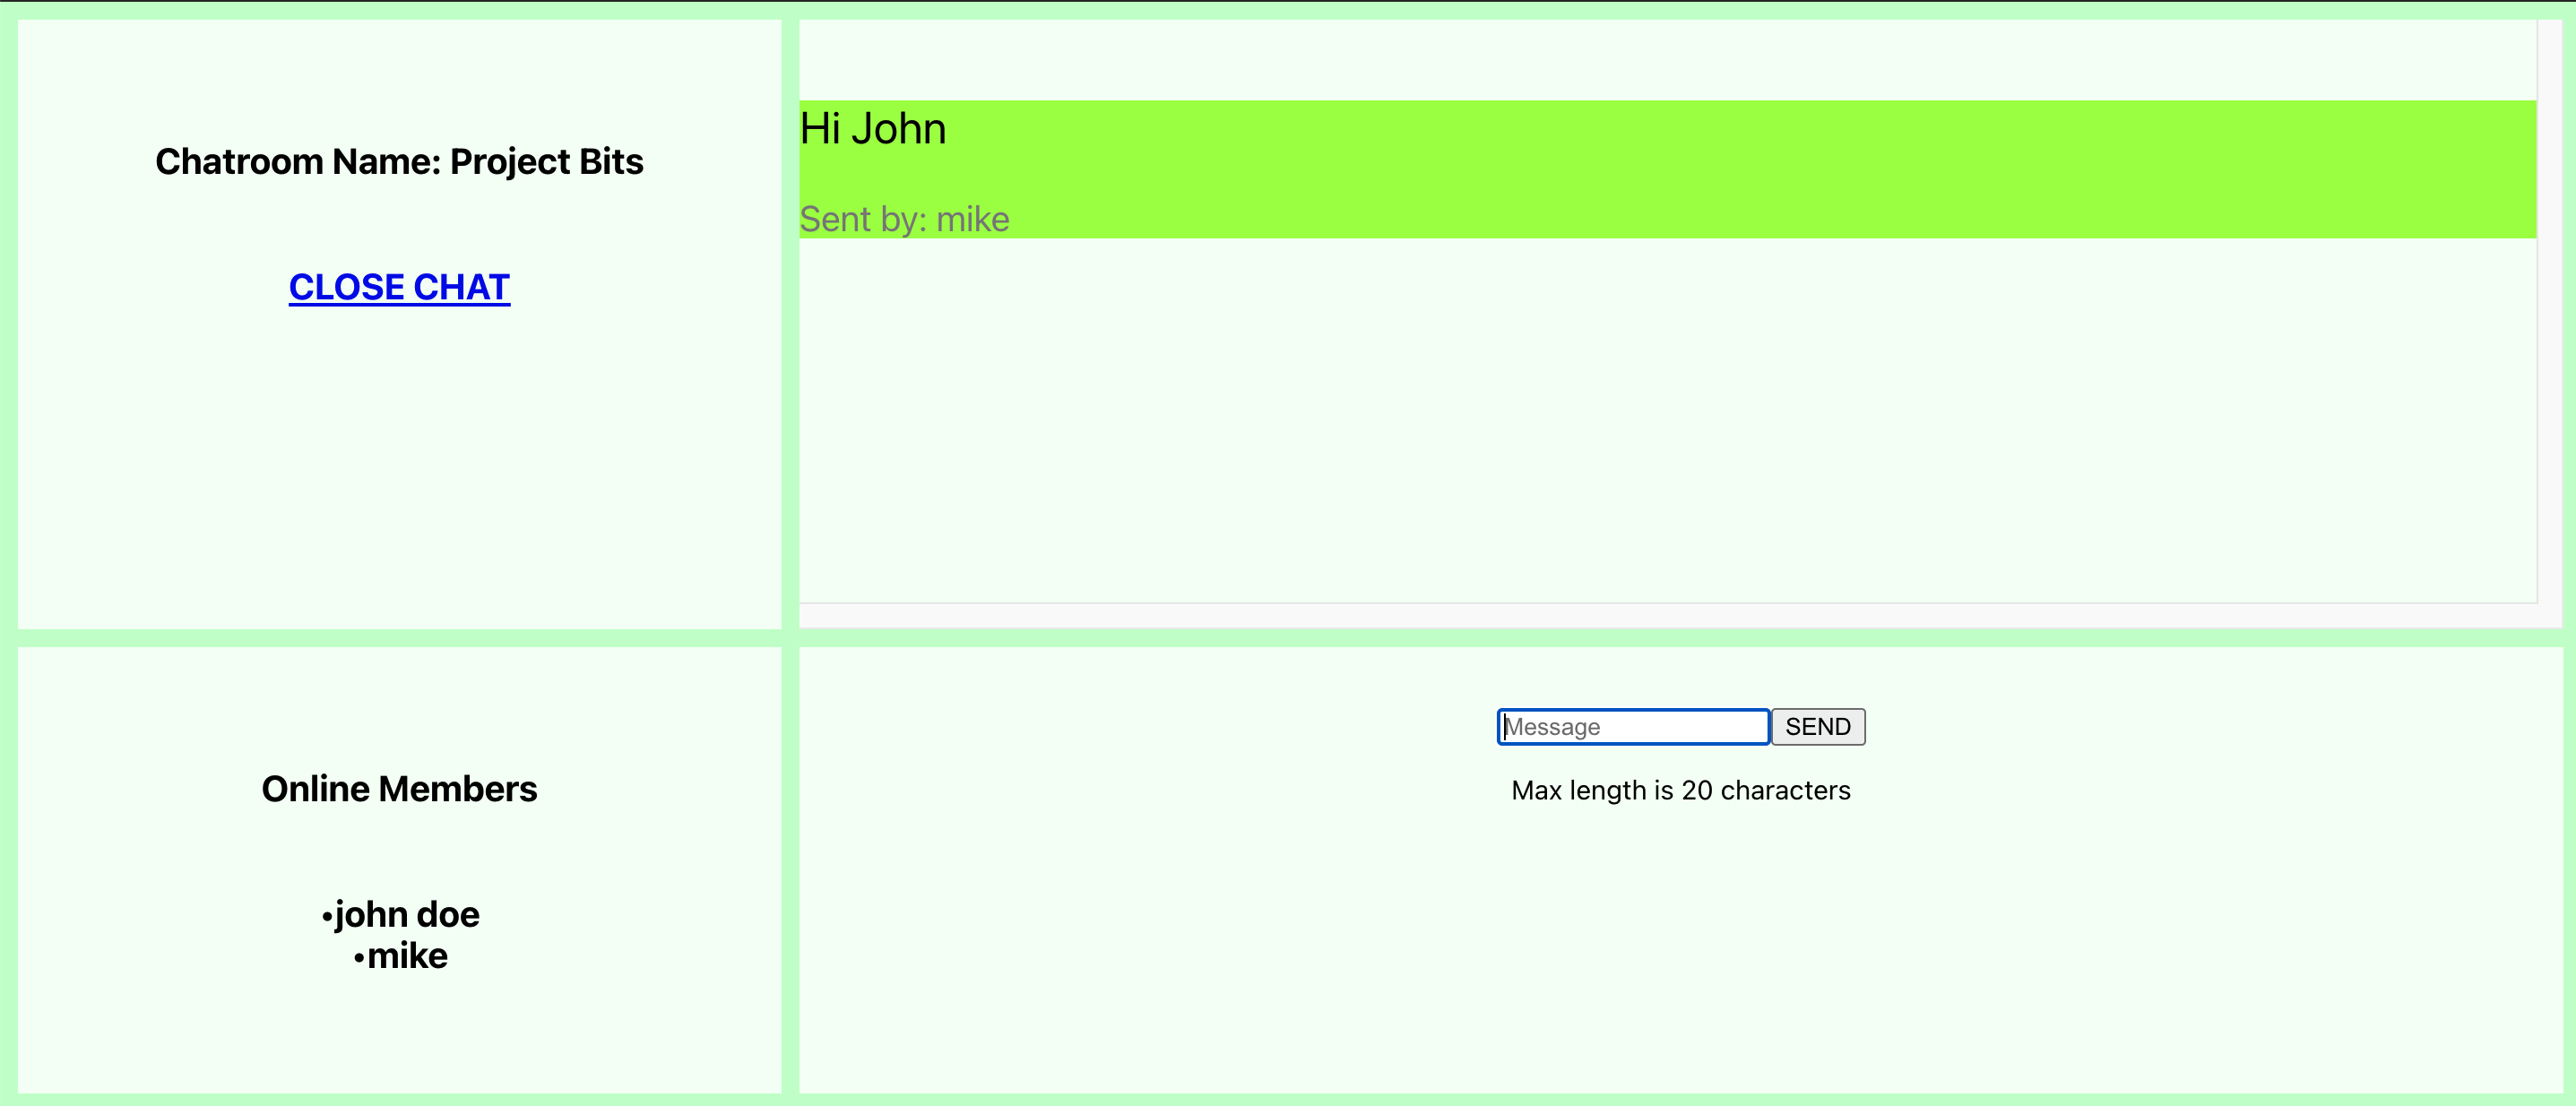 Chatroom Name: Project Bits
CLOSE CHAT
Hi John
Sent by: mike
Online Members
•john doe
•mike
Message
SEND
Max length is 20 characters